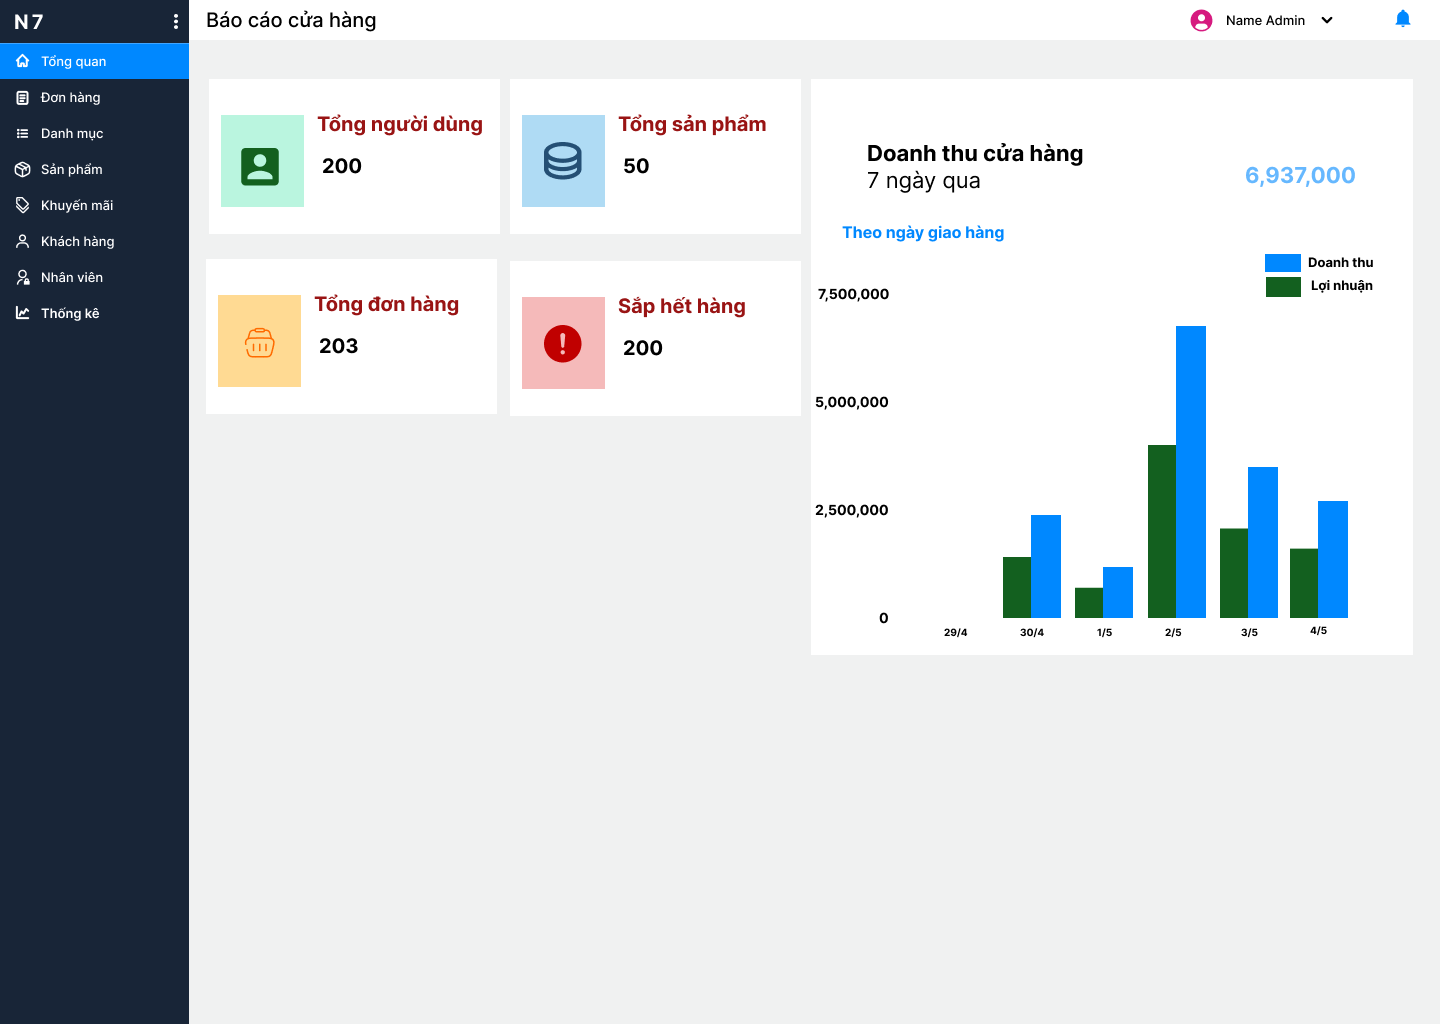 N7
Tổng quan
Đơn hàng
Danh mục
Sản phẩm
Khuyến mãi
Khách hàng
Nhân viên
Thống kê
Báo cáo cửa hàng
Name Admin
Tổng người dùng
200
Tổng sản phẩm
50
Tổng đơn hàng
203
Sắp hết hàng
200
Doanh thu cửa hàng
7 ngày qua
6,937,000
Theo ngày giao hàng
Doanh thu
Lợi nhuận
7,500,000
5,000,000
2,500,000
0
29/4
30/4
1/5
2/5
3/5
4/5